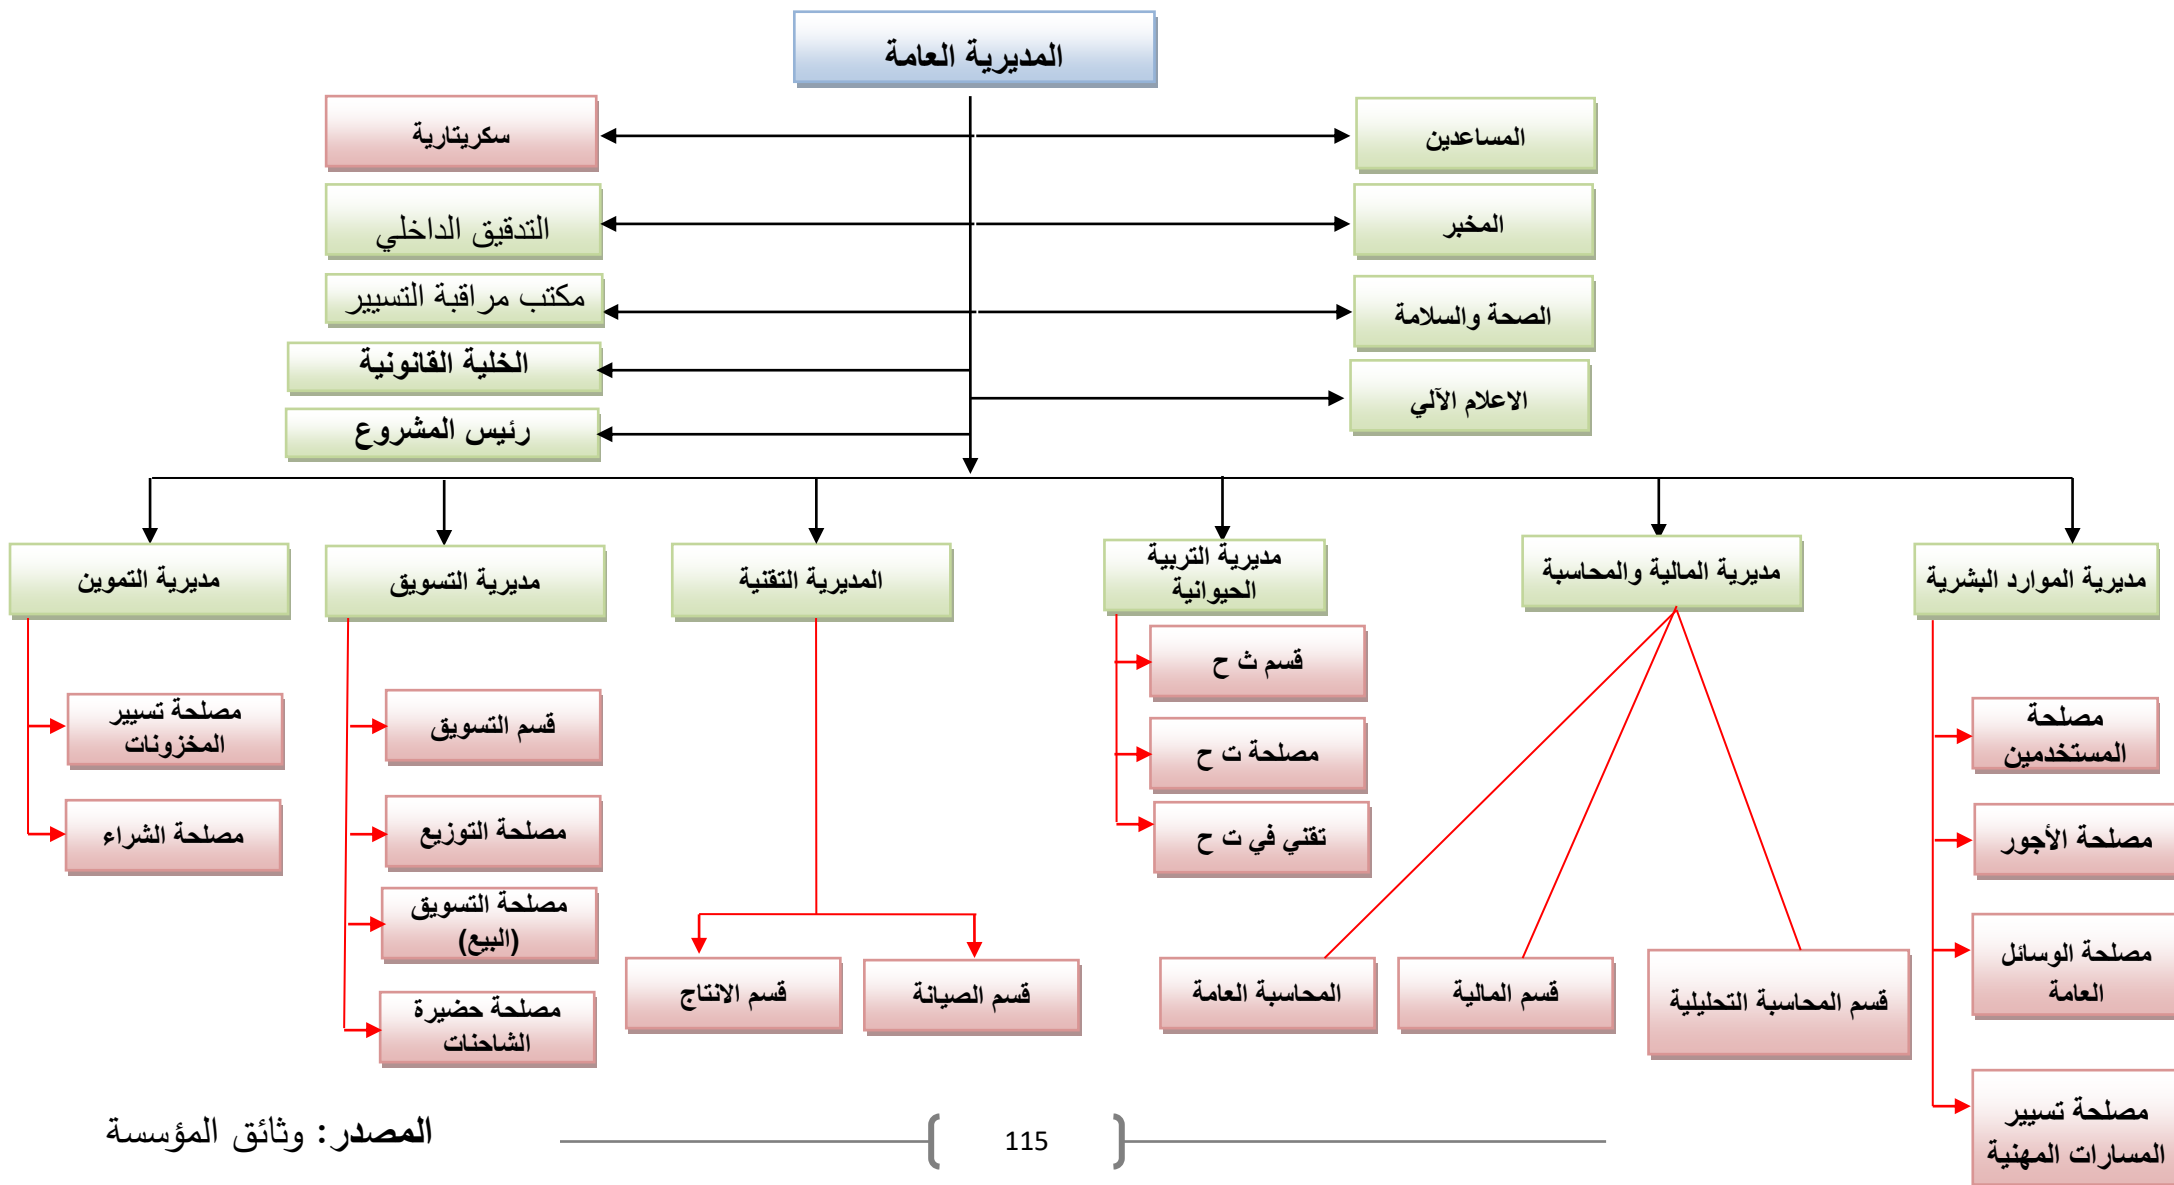 المديرية العامة
المساعدين
سكريتارية
المخبر
التدقيق الداخلي
الصحة والسلامة
مكتب مراقبة التسيير
الاعلام الآلي
الخلية القانونية
رئيس المشروع
مديرية الموارد البشرية
مديرية المالية والمحاسبة
مديرية التربية
الحيوانية
المديرية التقنية
مديرية التسويق
مديرية التموين
مصلحة
المستخدمين
مصلحة الأجور
مصلحة الوسائل
العامة
مصلحة تسيير
المسارات المهنية
قسم المحاسبة التحليلية
قسم المالية
المحاسبة العامة
قسم ث ح
مصلحة ت ح
تقني في ت ح
قسم الصيانة
قسم الانتاج
قسم التسويق
مصلحة التوزيع
مصلحة التسويق
(البيع)
مصلحة حضيرة
الشاحنات
مصلحة تسيير
المخزونات
مصلحة الشراء
المصدر: وثائق المؤسسة
115